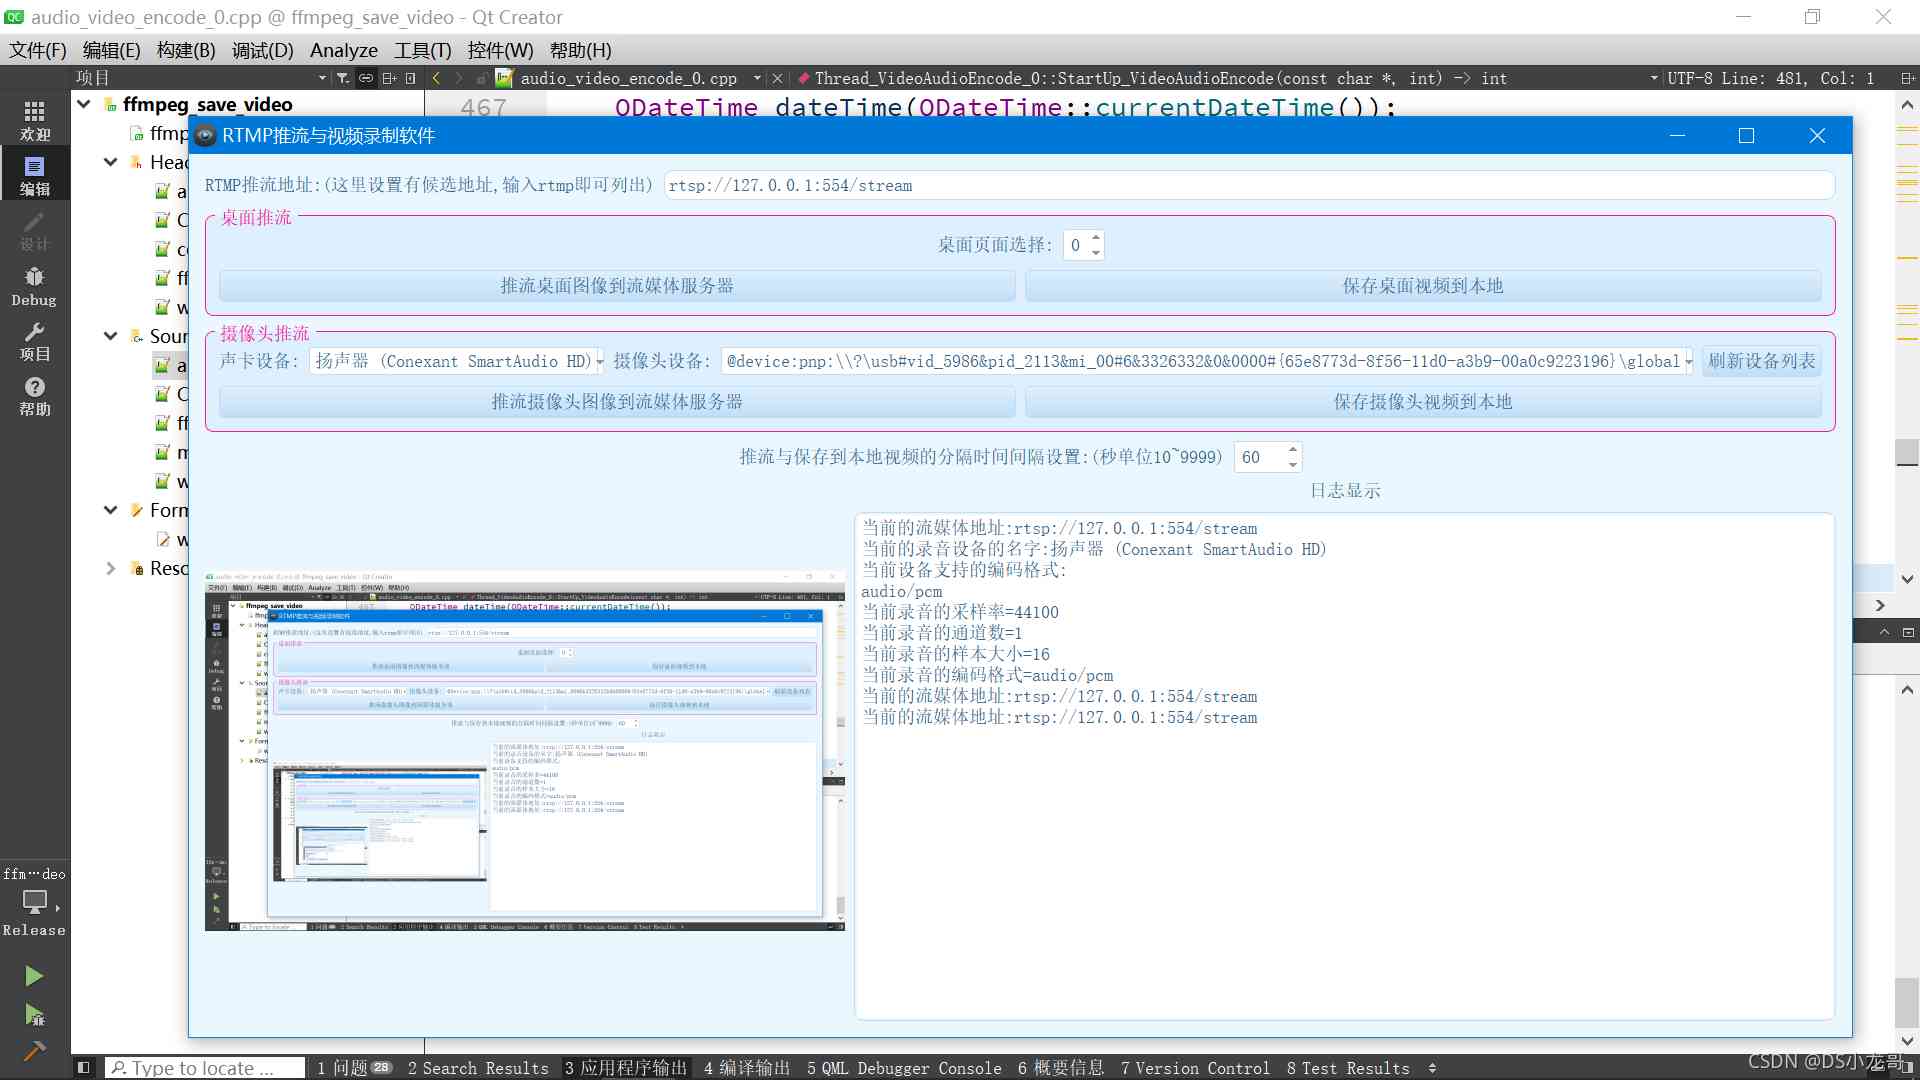 audio_video_encode_0.cpp @ ffmpeg_save_video - Qt Creator
文件(F) 编辑(E) 构建(B) 调试(D) Analyze 工具(T) 控件(W) 帮助(H)
项目
audio_video_encode_0.cpp
Thread_VideoAudioEncode_0::StartUp_VideoAudioEncode(const char *, int) -> int
UTF-8 Line: 481, Col: 1
欢迎
编辑
设计
Debug
项目
帮助
ffm···deo
Release
ffmpeg_save_video
467 QDateTime dateTime(QDateTime::currentDateTime());
RTMP推流与视频录制软件
RTMP推流地址:(这里设置有候选地址,输入rtmp即可列出) rtsp://127.0.0.1:554/stream
桌面推流
桌面页面选择: 0
推流桌面图像到流媒体服务器 保存桌面视频到本地
摄像头推流
声卡设备: 扬声器 (Conexant SmartAudio HD) 摄像头设备: @device:pnp:\\?\usb#vid_5986&pid_2113&mi_00#6&3326332&0&0000#{65e8773d-8f56-11d0-a3b9-00a0c9223196}\global 刷新设备列表
推流摄像头图像到流媒体服务器 保存摄像头视频到本地
推流与保存到本地视频的分隔时间间隔设置:(秒单位10~9999) 60
日志显示
当前的流媒体地址:rtsp://127.0.0.1:554/stream
当前的录音设备的名字:扬声器 (Conexant SmartAudio HD)
当前设备支持的编码格式:
audio/pcm
当前录音的采样率=44100
当前录音的通道数=1
当前录音的样本大小=16
当前录音的编码格式=audio/pcm
当前的流媒体地址:rtsp://127.0.0.1:554/stream
当前的流媒体地址:rtsp://127.0.0.1:554/stream
Type to locate ...
1 问题 28 2 Search Results 3 应用程序输出 4 编译输出 5 QML Debugger Console 6 概要信息 7 Version Control 8 Test Results
CSDN @DS小龙哥